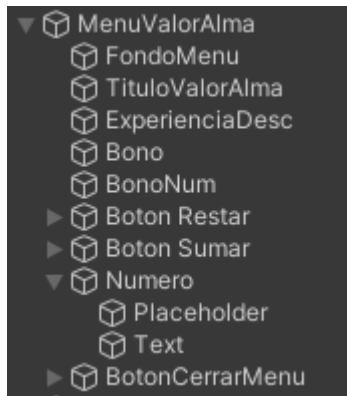 MenuValorAlma
FondoMenu
TituloValorAlma
ExperienciaDesc
Bono
BonoNum
Boton Restar
Boton Sumar
Numero
Placeholder
Text
BotonCerrarMenu